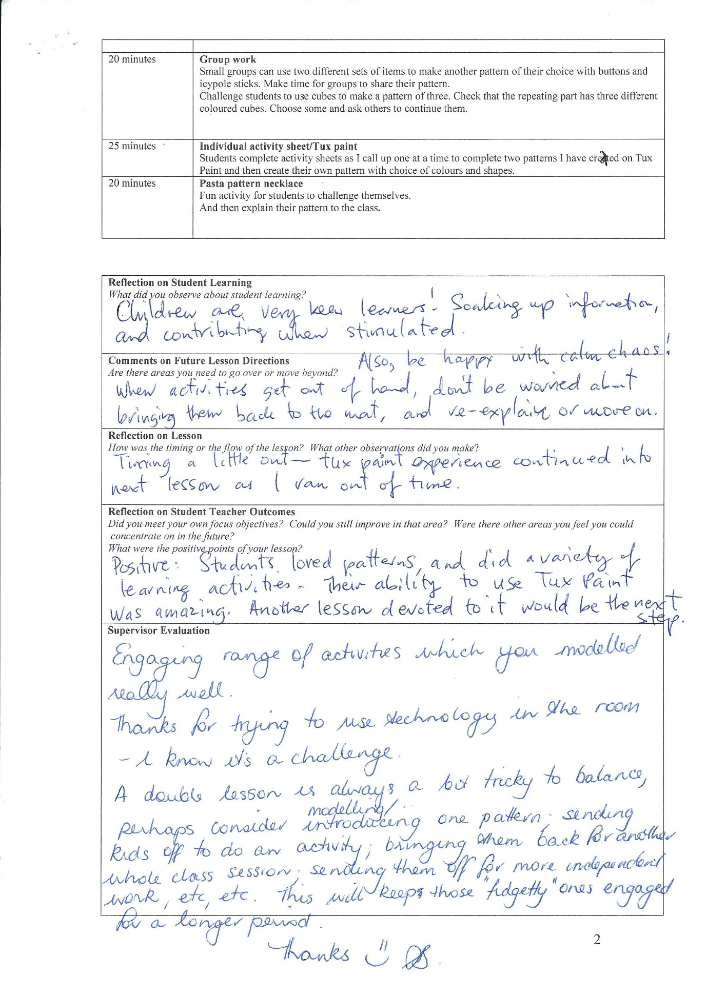 20 minutes
Group work
Small groups can use two different sets of items to make another pattern of their choice with buttons and
icypole sticks. Make time for groups to share their pattern.
Challenge students to use cubes to make a pattern of three. Check that the repeating part has three different
coloured cubes. Choose some and ask others to continue them.
25 minutes
Individual activity sheet/Tux paint
Students complete activity sheets as I call up one at a time to complete two patterns I have created on Tux
Paint and then create their own pattern with choice of colours and shapes.
20 minutes
Pasta pattern necklace
Fun activity for students to challenge themselves.
And then explain their pattern to the class.
Reflection on Student Learning
What did you observe about student learning?
Children are very keen learners! Soaking up information,
and contributing when stimulated.
Comments on Future Lesson Directions
Also, be happy with calm chaos!
Are there areas you need to go over or move beyond?
When activities get out of hand, don't be worried about
bringing them back to the mat, and re-explain or move on.
Reflection on Lesson
How was the timing or the flow of the lesson? What other observations did you make?
Timing a little out — tux paint experience continued into
next lesson as I ran out of time.
Reflection on Student Teacher Outcomes
Did you meet your own focus objectives? Could you still improve in that area? Were there other areas you feel you could
concentrate on in the future?
What were the positive points of your lesson?
Positive: Students loved patterns, and did a variety of
learning activities. Their ability to use Tux Paint
was amazing. Another lesson devoted to it would be the next
step.
Supervisor Evaluation
Engaging range of activities which you modelled
really well.
Thanks for trying to use technology in the room
- I know it's a challenge.
A double lesson is always a bit tricky to balance,
modelling/
perhaps consider introducing one pattern; sending
kids off to do an activity; bringing them back for another
whole class session; sending them off for more independent
work, etc, etc. This will keeps those "fidgetty" ones engaged
for a longer period.
2
Thanks